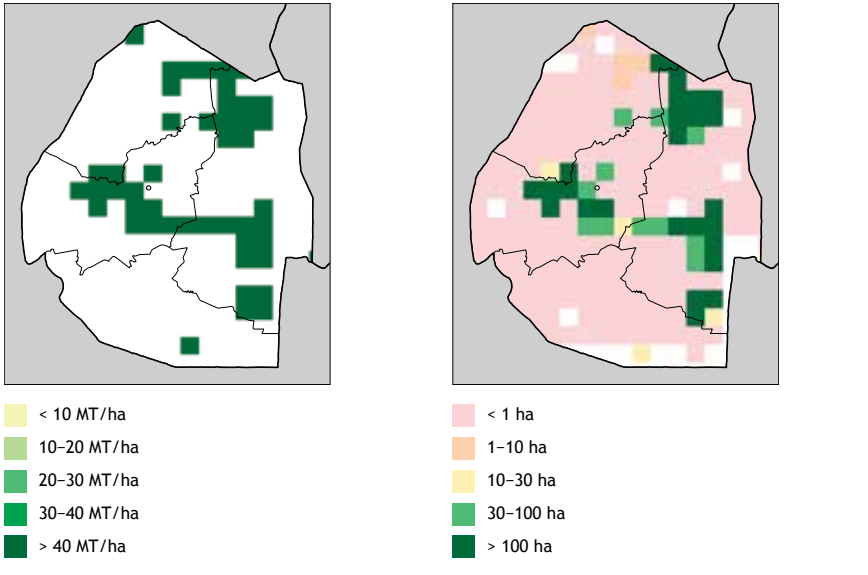 < 10 MT/ha
10–20 MT/ha
20–30 MT/ha
30–40 MT/ha
> 40 MT/ha
< 1 ha
1–10 ha
10–30 ha
30–100 ha
> 100 ha